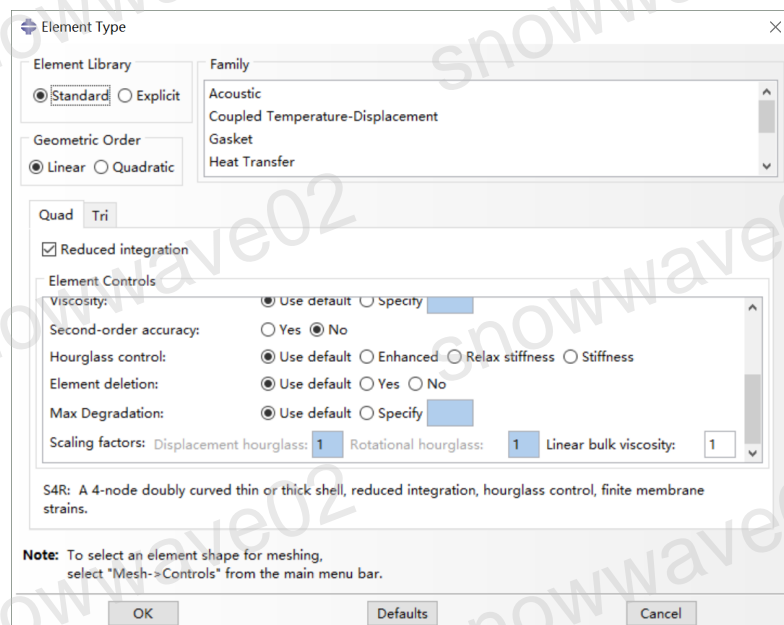 Element Type
Element Library
Standard Explicit
Family
Acoustic
Coupled Temperature-Displacement
Gasket
Heat Transfer
Geometric Order
Linear Quadratic
Quad Tri
Reduced integration
Element Controls
Viscosity: Use default Specify
Second-order accuracy: Yes No
Hourglass control: Use default Enhanced Relax stiffness Stiffness
Element deletion: Use default Yes No
Max Degradation: Use default Specify
Scaling factors: Displacement hourglass: 1 Rotational hourglass: 1 Linear bulk viscosity: 1
S4R: A 4-node doubly curved thin or thick shell, reduced integration, hourglass control, finite membrane
strains.
Note: To select an element shape for meshing,
select "Mesh->Controls" from the main menu bar.
OK Defaults Cancel
snowwave02